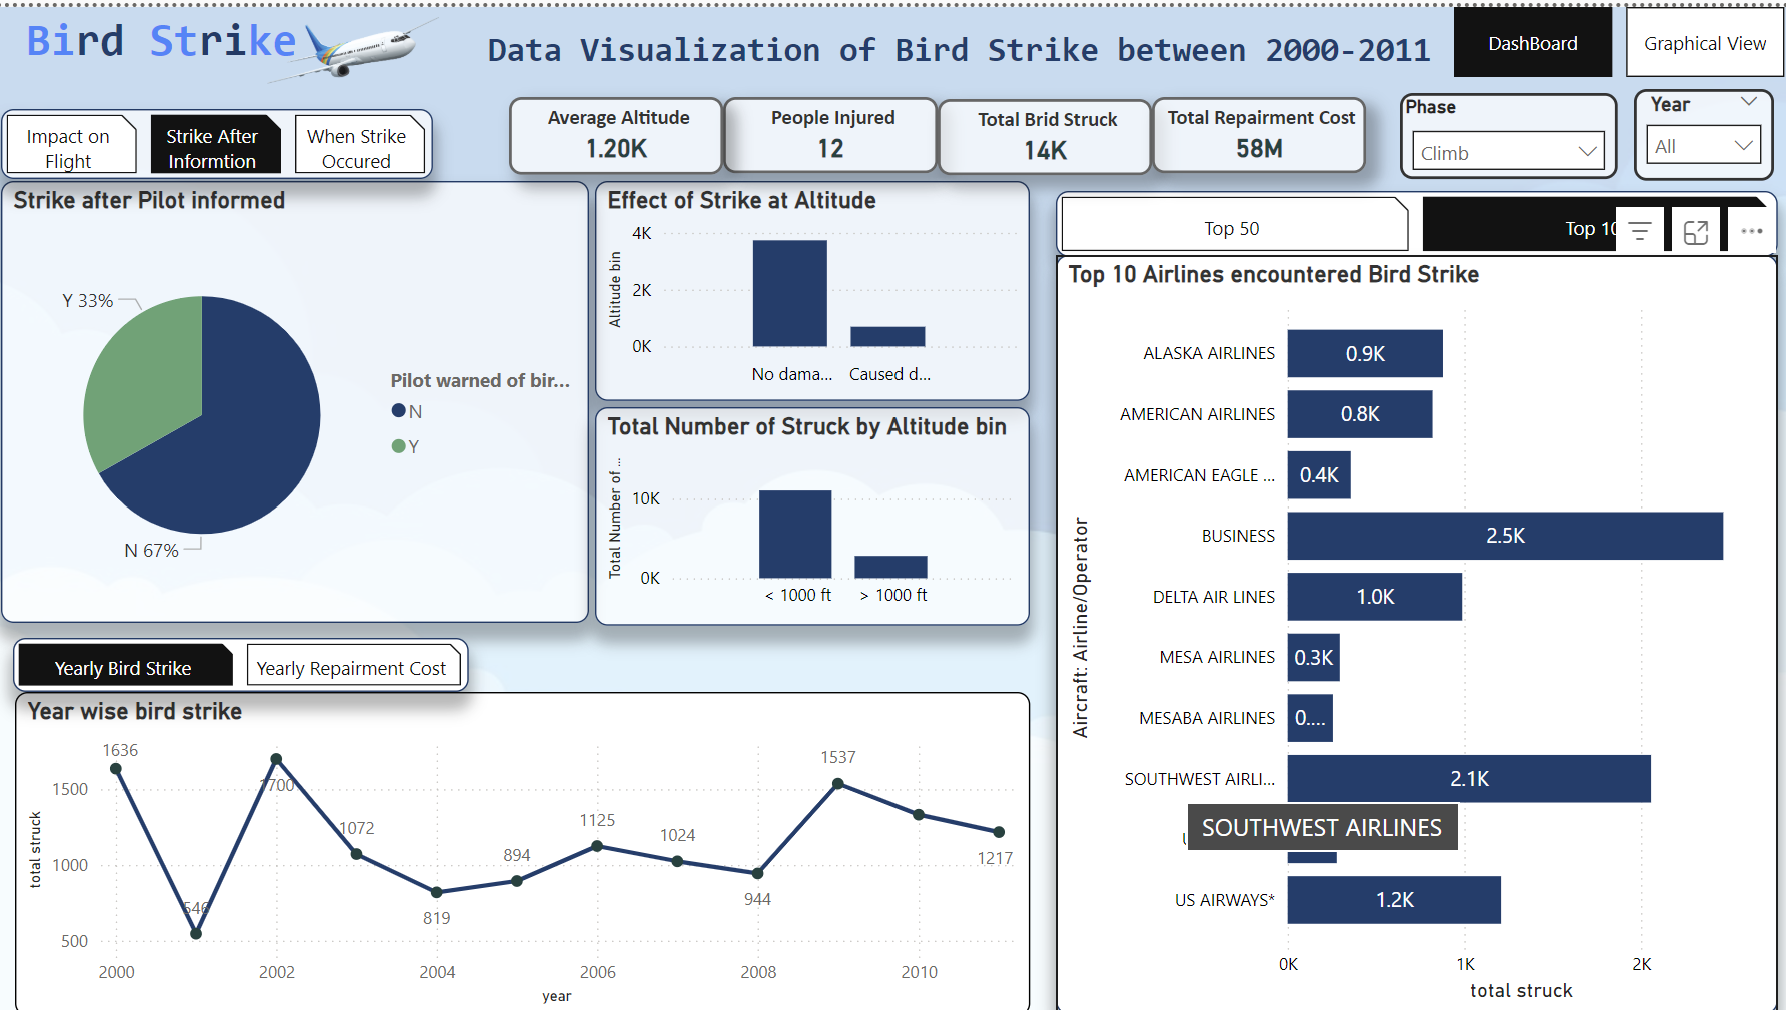 Bird Strike
Data Visualization of Bird Strike between 2000-2011
DashBoard
Graphical View
Impact on
Flight
Strike After
Informtion
When Strike
Occured
Average Altitude
1.20K
People Injured
12
Total Brid Struck
14K
Total Repairment Cost
58M
Phase
Climb
Year
All
Strike after Pilot informed
Y 33%
N 67%
Pilot warned of bir...
N
Y
Effect of Strike at Altitude
Altitude bin
4K
2K
0K
No dama...
Caused d...
Total Number of Struck by Altitude bin
Total Number of ...
10K
0K
< 1000 ft
> 1000 ft
Top 50
Top 10
Top 10 Airlines encountered Bird Strike
Aircraft: Airline/Operator
ALASKA AIRLINES
0.9K
AMERICAN AIRLINES
0.8K
AMERICAN EAGLE ...
0.4K
BUSINESS
2.5K
DELTA AIR LINES
1.0K
MESA AIRLINES
0.3K
MESABA AIRLINES
0....
SOUTHWEST AIRLI...
2.1K
SOUTHWEST AIRLINES
US AIRWAYS*
1.2K
0K
1K
2K
total struck
Yearly Bird Strike
Yearly Repairment Cost
Year wise bird strike
total struck
1500
1000
500
1636
546
1700
1072
819
894
1125
1024
944
1537
1217
2000
2002
2004
2006
2008
2010
year